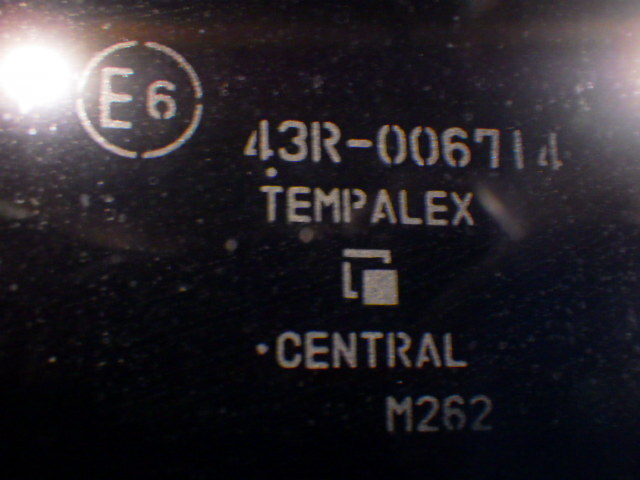 E6
43R-006714
TEMPALEX
CENTRAL
M262